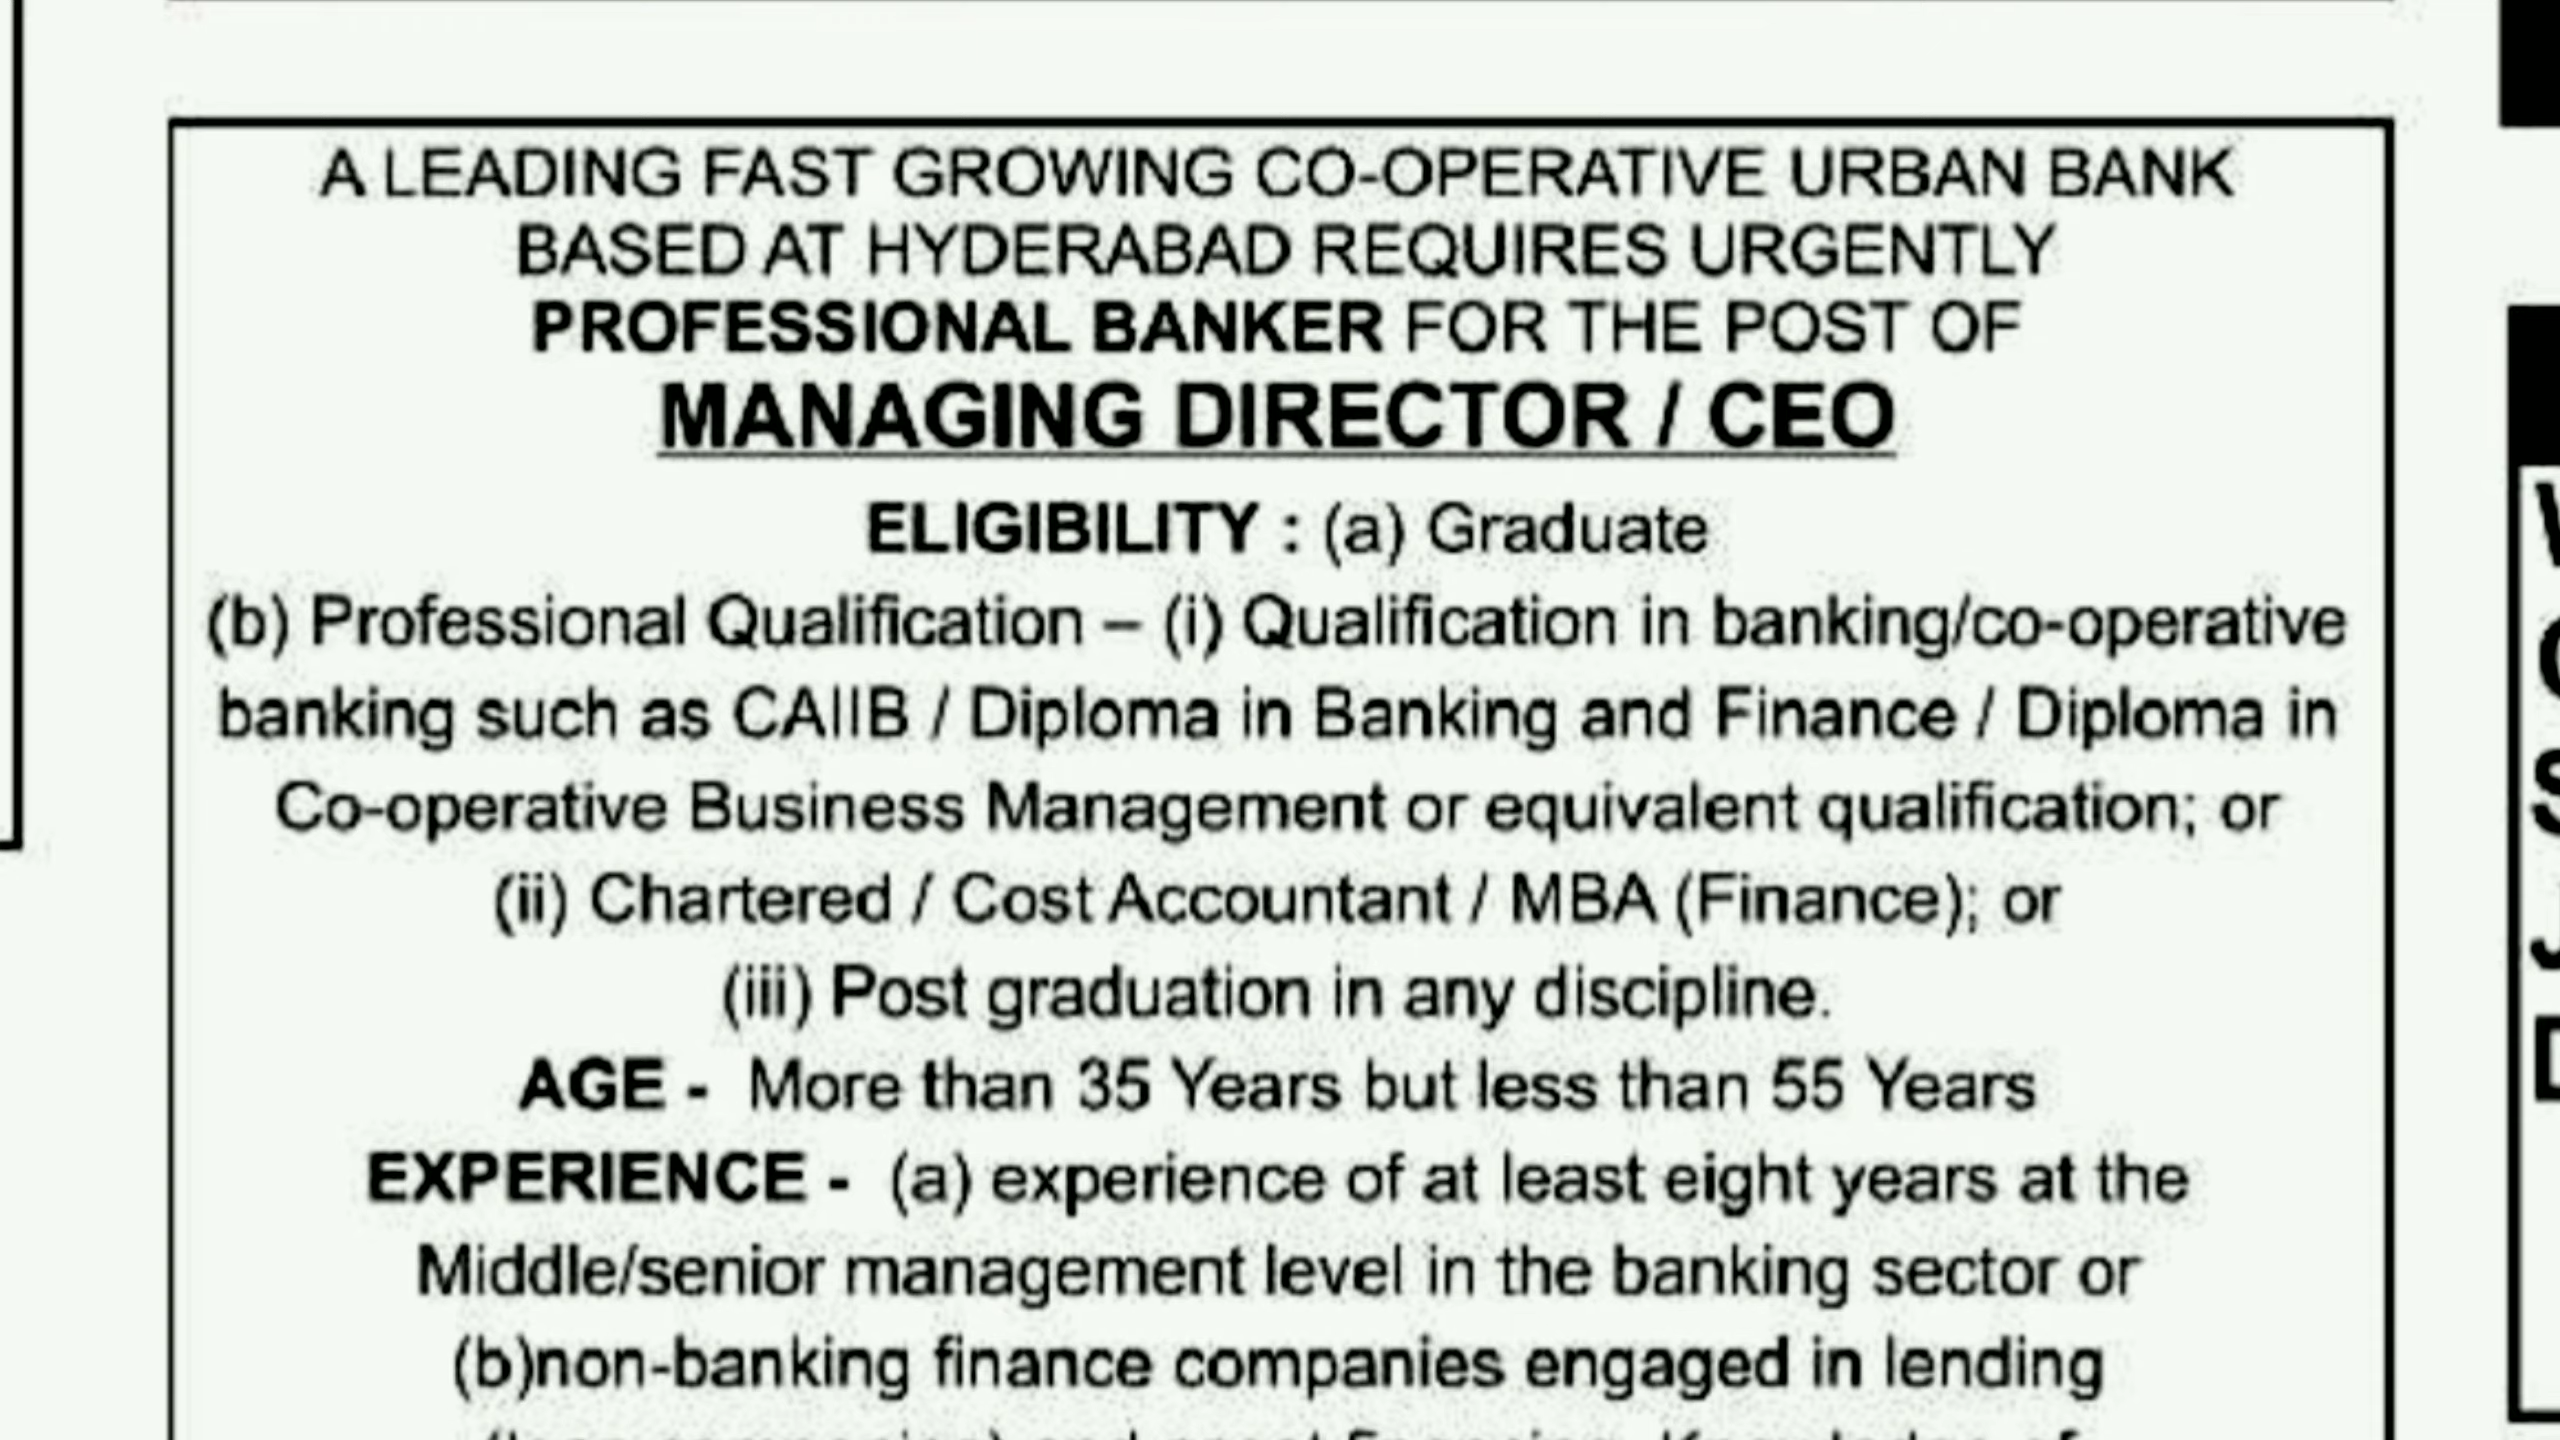 A LEADING FAST GROWING CO-OPERATIVE URBAN BANK
BASED AT HYDERABAD REQUIRES URGENTLY
PROFESSIONAL BANKER FOR THE POST OF
MANAGING DIRECTOR / CEO
ELIGIBILITY : (a) Graduate
(b) Professional Qualification – (i) Qualification in banking/co-operative
banking such as CAIIB / Diploma in Banking and Finance / Diploma in
Co-operative Business Management or equivalent qualification; or
(ii) Chartered / Cost Accountant / MBA (Finance); or
(iii) Post graduation in any discipline.
AGE - More than 35 Years but less than 55 Years
EXPERIENCE - (a) experience of at least eight years at the
Middle/senior management level in the banking sector or
(b)non-banking finance companies engaged in lending